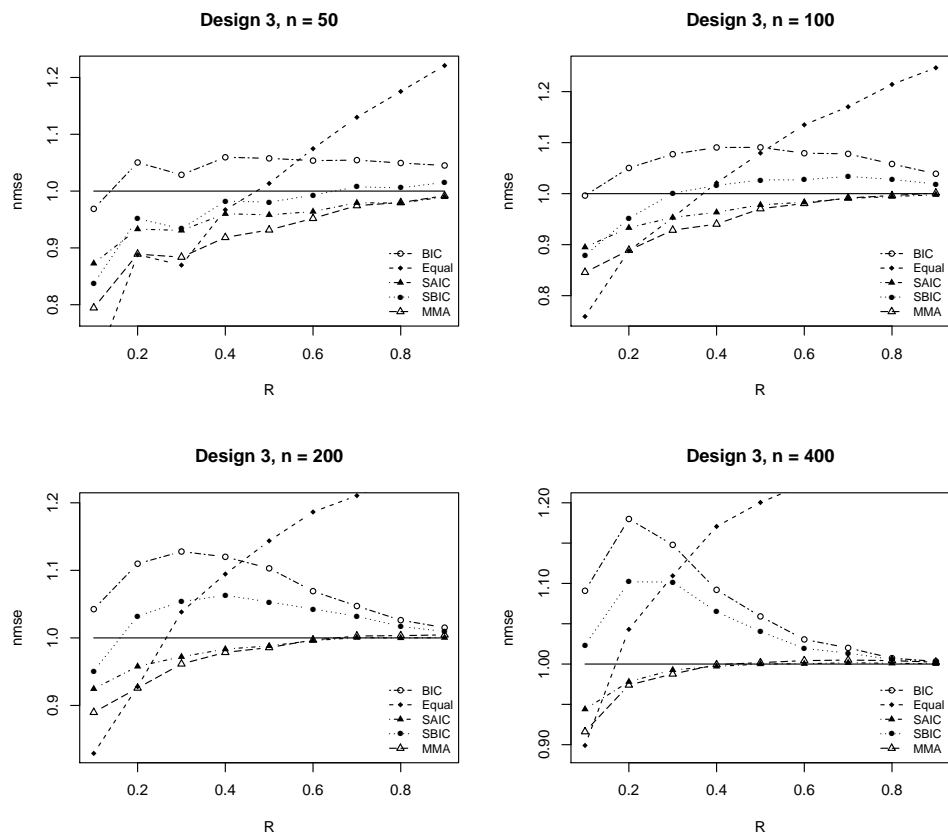 Design 3, n = 50
nmse
0.8 0.9 1.0 1.1 1.2
BIC
Equal
SAIC
SBIC
MMA
0.2 0.4 0.6 0.8
R
Design 3, n = 100
nmse
0.8 0.9 1.0 1.1 1.2
BIC
Equal
SAIC
SBIC
MMA
0.2 0.4 0.6 0.8
R
Design 3, n = 200
nmse
0.9 1.0 1.1 1.2
BIC
Equal
SAIC
SBIC
MMA
0.2 0.4 0.6 0.8
R
Design 3, n = 400
nmse
0.90 1.00 1.10 1.20
BIC
Equal
SAIC
SBIC
MMA
0.2 0.4 0.6 0.8
R